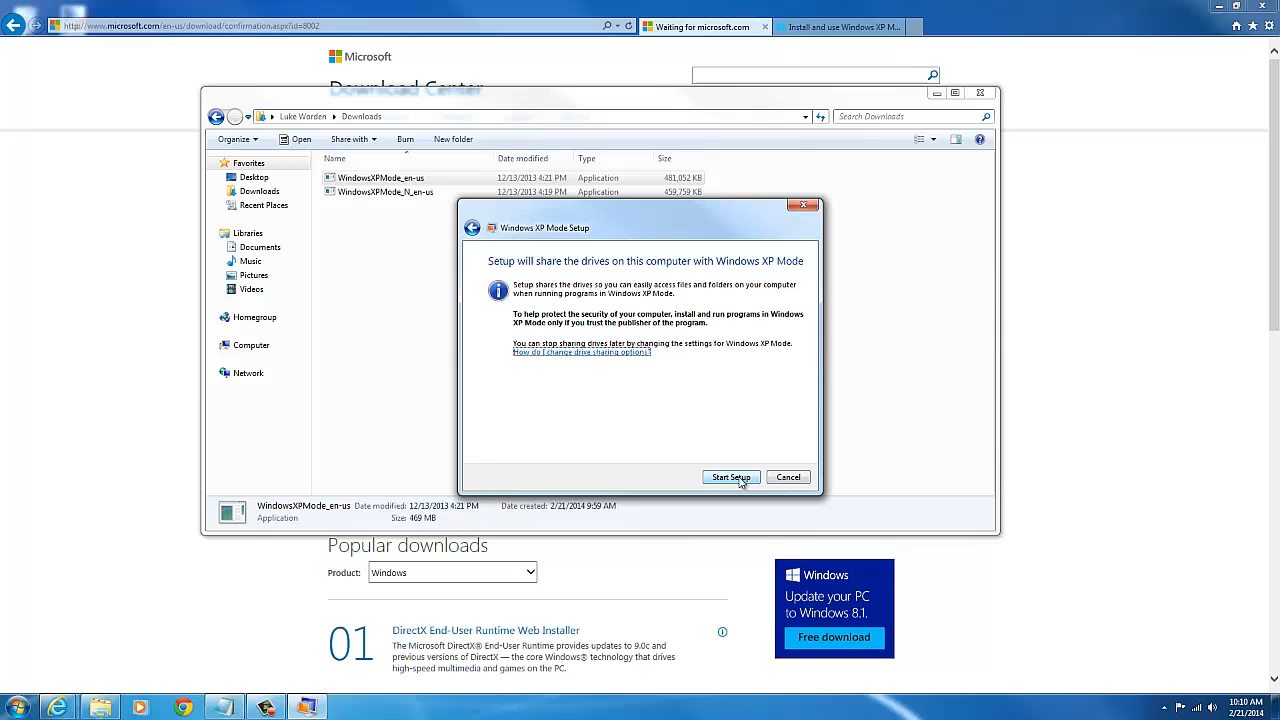 http://www.microsoft.com/en-us/download/confirmation.aspx?id=8002
Waiting for microsoft.com
Install and use Windows XP M...
Microsoft
Download Center
Luke Worden ▸ Downloads
Search Downloads
Organize
Open
Share with
Burn
New folder
Favorites
Desktop
Downloads
Recent Places
Libraries
Documents
Music
Pictures
Videos
Homegroup
Computer
Network
Name Date modified Type Size
WindowsXPMode_en-us 12/13/2013 4:21 PM Application 481,052 KB
WindowsXPMode_N_en-us 12/13/2013 4:19 PM Application 459,759 KB
Windows XP Mode Setup
Setup will share the drives on this computer with Windows XP Mode
Setup shares the drives so you can easily access files and folders on your computer
when running programs in Windows XP Mode.
To help protect the security of your computer, install and run programs in Windows
XP Mode only if you trust the publisher of the program.
You can stop sharing drives later by changing the settings for Windows XP Mode.
How do I change drive sharing options?
Start Setup
Cancel
WindowsXPMode_en-us Date modified: 12/13/2013 4:21 PM Date created: 2/21/2014 9:59 AM
Application Size: 469 MB
Popular downloads
Product: Windows
01
DirectX End-User Runtime Web Installer
The Microsoft DirectX® End-User Runtime provides updates to 9.0c and
previous versions of DirectX — the core Windows® technology that drives
high-speed multimedia and games on the PC.
Windows
Update your PC
to Windows 8.1.
Free download
10:10 AM
2/21/2014